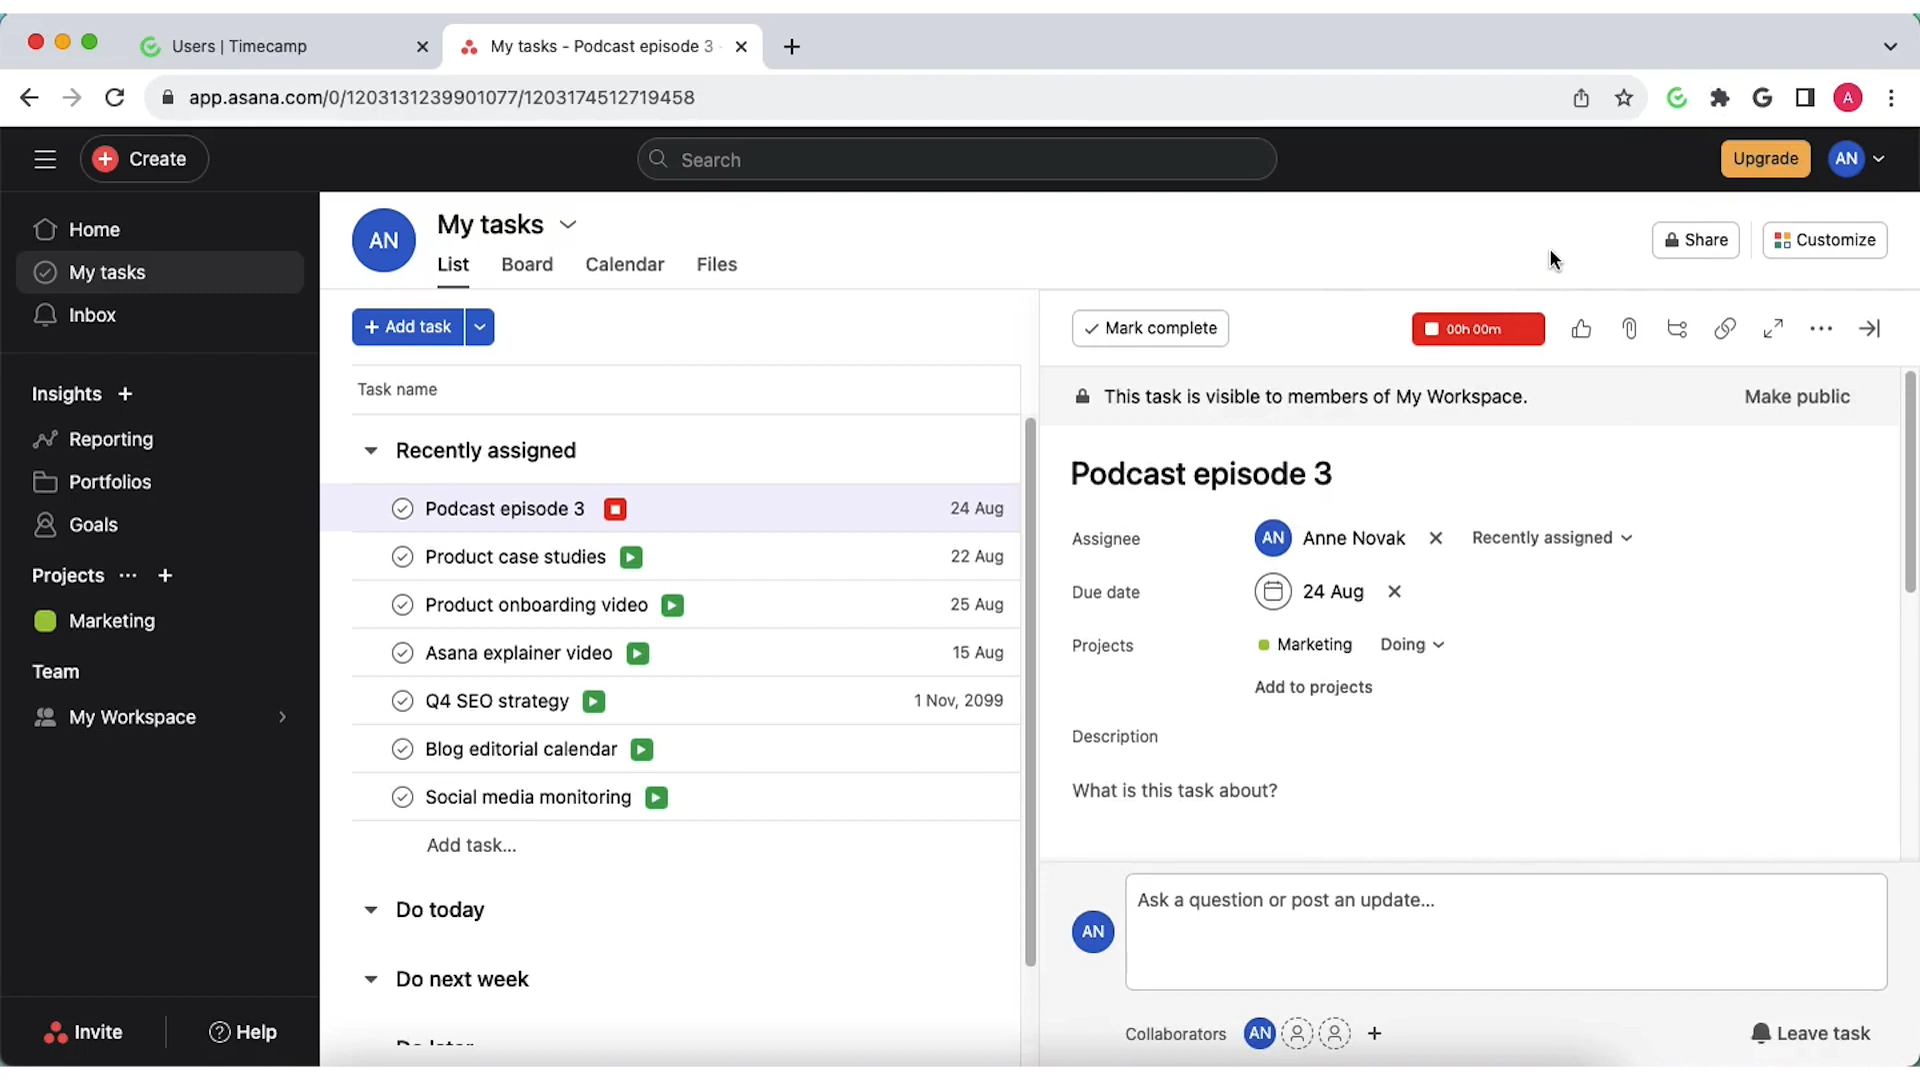 Users | Timecamp
My tasks - Podcast episode 3
app.asana.com/0/1203131239901077/1203174512719458
A
Create
Search
Upgrade
AN
Home
My tasks
Inbox
Insights
Reporting
Portfolios
Goals
Projects
Marketing
Team
My Workspace
Invite
Help
AN
My tasks
List Board Calendar Files
Share
Customize
+ Add task
Task name
Recently assigned
Podcast episode 3 24 Aug
Product case studies 22 Aug
Product onboarding video 25 Aug
Asana explainer video 15 Aug
Q4 SEO strategy 1 Nov, 2099
Blog editorial calendar
Social media monitoring
Add task...
Do today
Do next week
Do later
Mark complete
00h 00m
This task is visible to members of My Workspace.
Make public
Podcast episode 3
Assignee AN Anne Novak Recently assigned
Due date 24 Aug
Projects Marketing Doing
Add to projects
Description
What is this task about?
AN
Ask a question or post an update...
Collaborators AN
Leave task